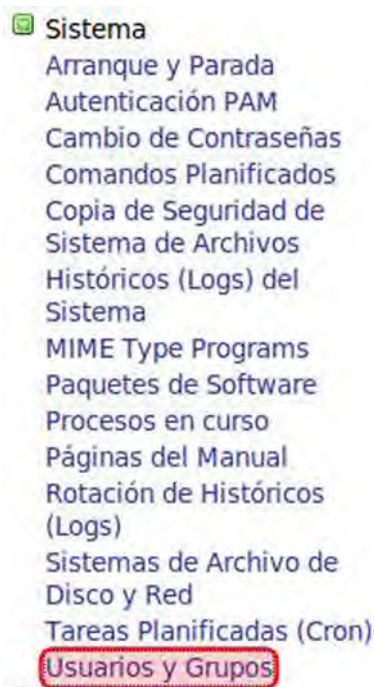 Sistema
Arranque y Parada
Autenticación PAM
Cambio de Contraseñas
Comandos Planificados
Copia de Seguridad de
Sistema de Archivos
Históricos (Logs) del
Sistema
MIME Type Programs
Paquetes de Software
Procesos en curso
Páginas del Manual
Rotación de Históricos
(Logs)
Sistemas de Archivo de
Disco y Red
Tareas Planificadas (Cron)
Usuarios y Grupos